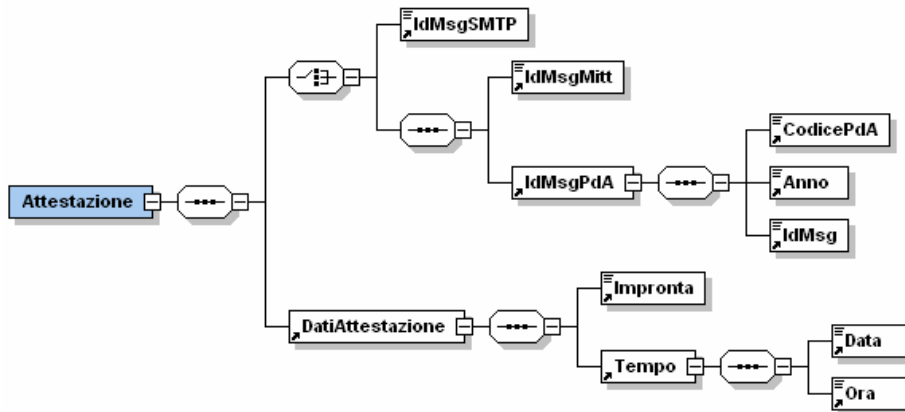 IdMsgSMTP
IdMsgMitt
CodicePdA
IdMsgPdA
Anno
Attestazione
IdMsg
Impronta
DatiAttestazione
Data
Tempo
Ora